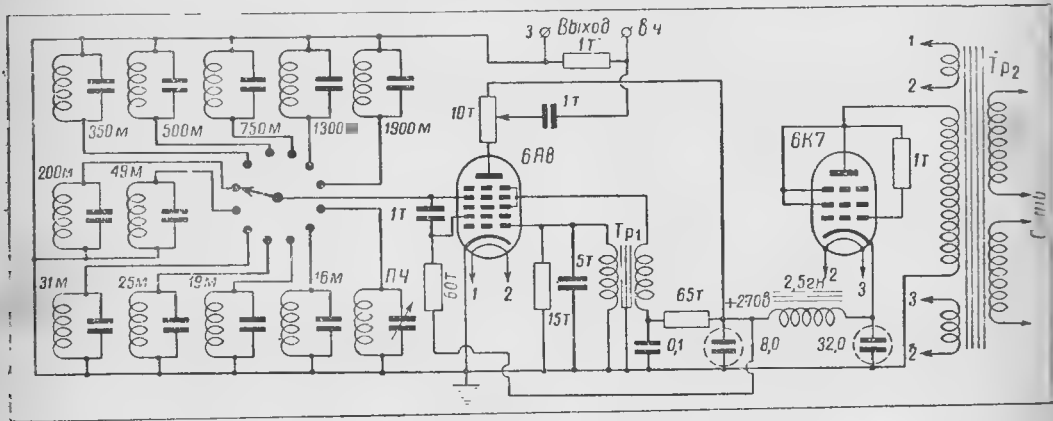 з Выход вч
1т
1
2
Тр2
350м
500м
750м
1300
1900м
10т
1т
6А8
6К7
1т
200м
49м
1т
Тр1
31м
25м
19м
16м
ПЧ
60т
1
2
15т
5т
65т
+270в
2,5гн
2
3
3
2
0,1
8,0
32,0